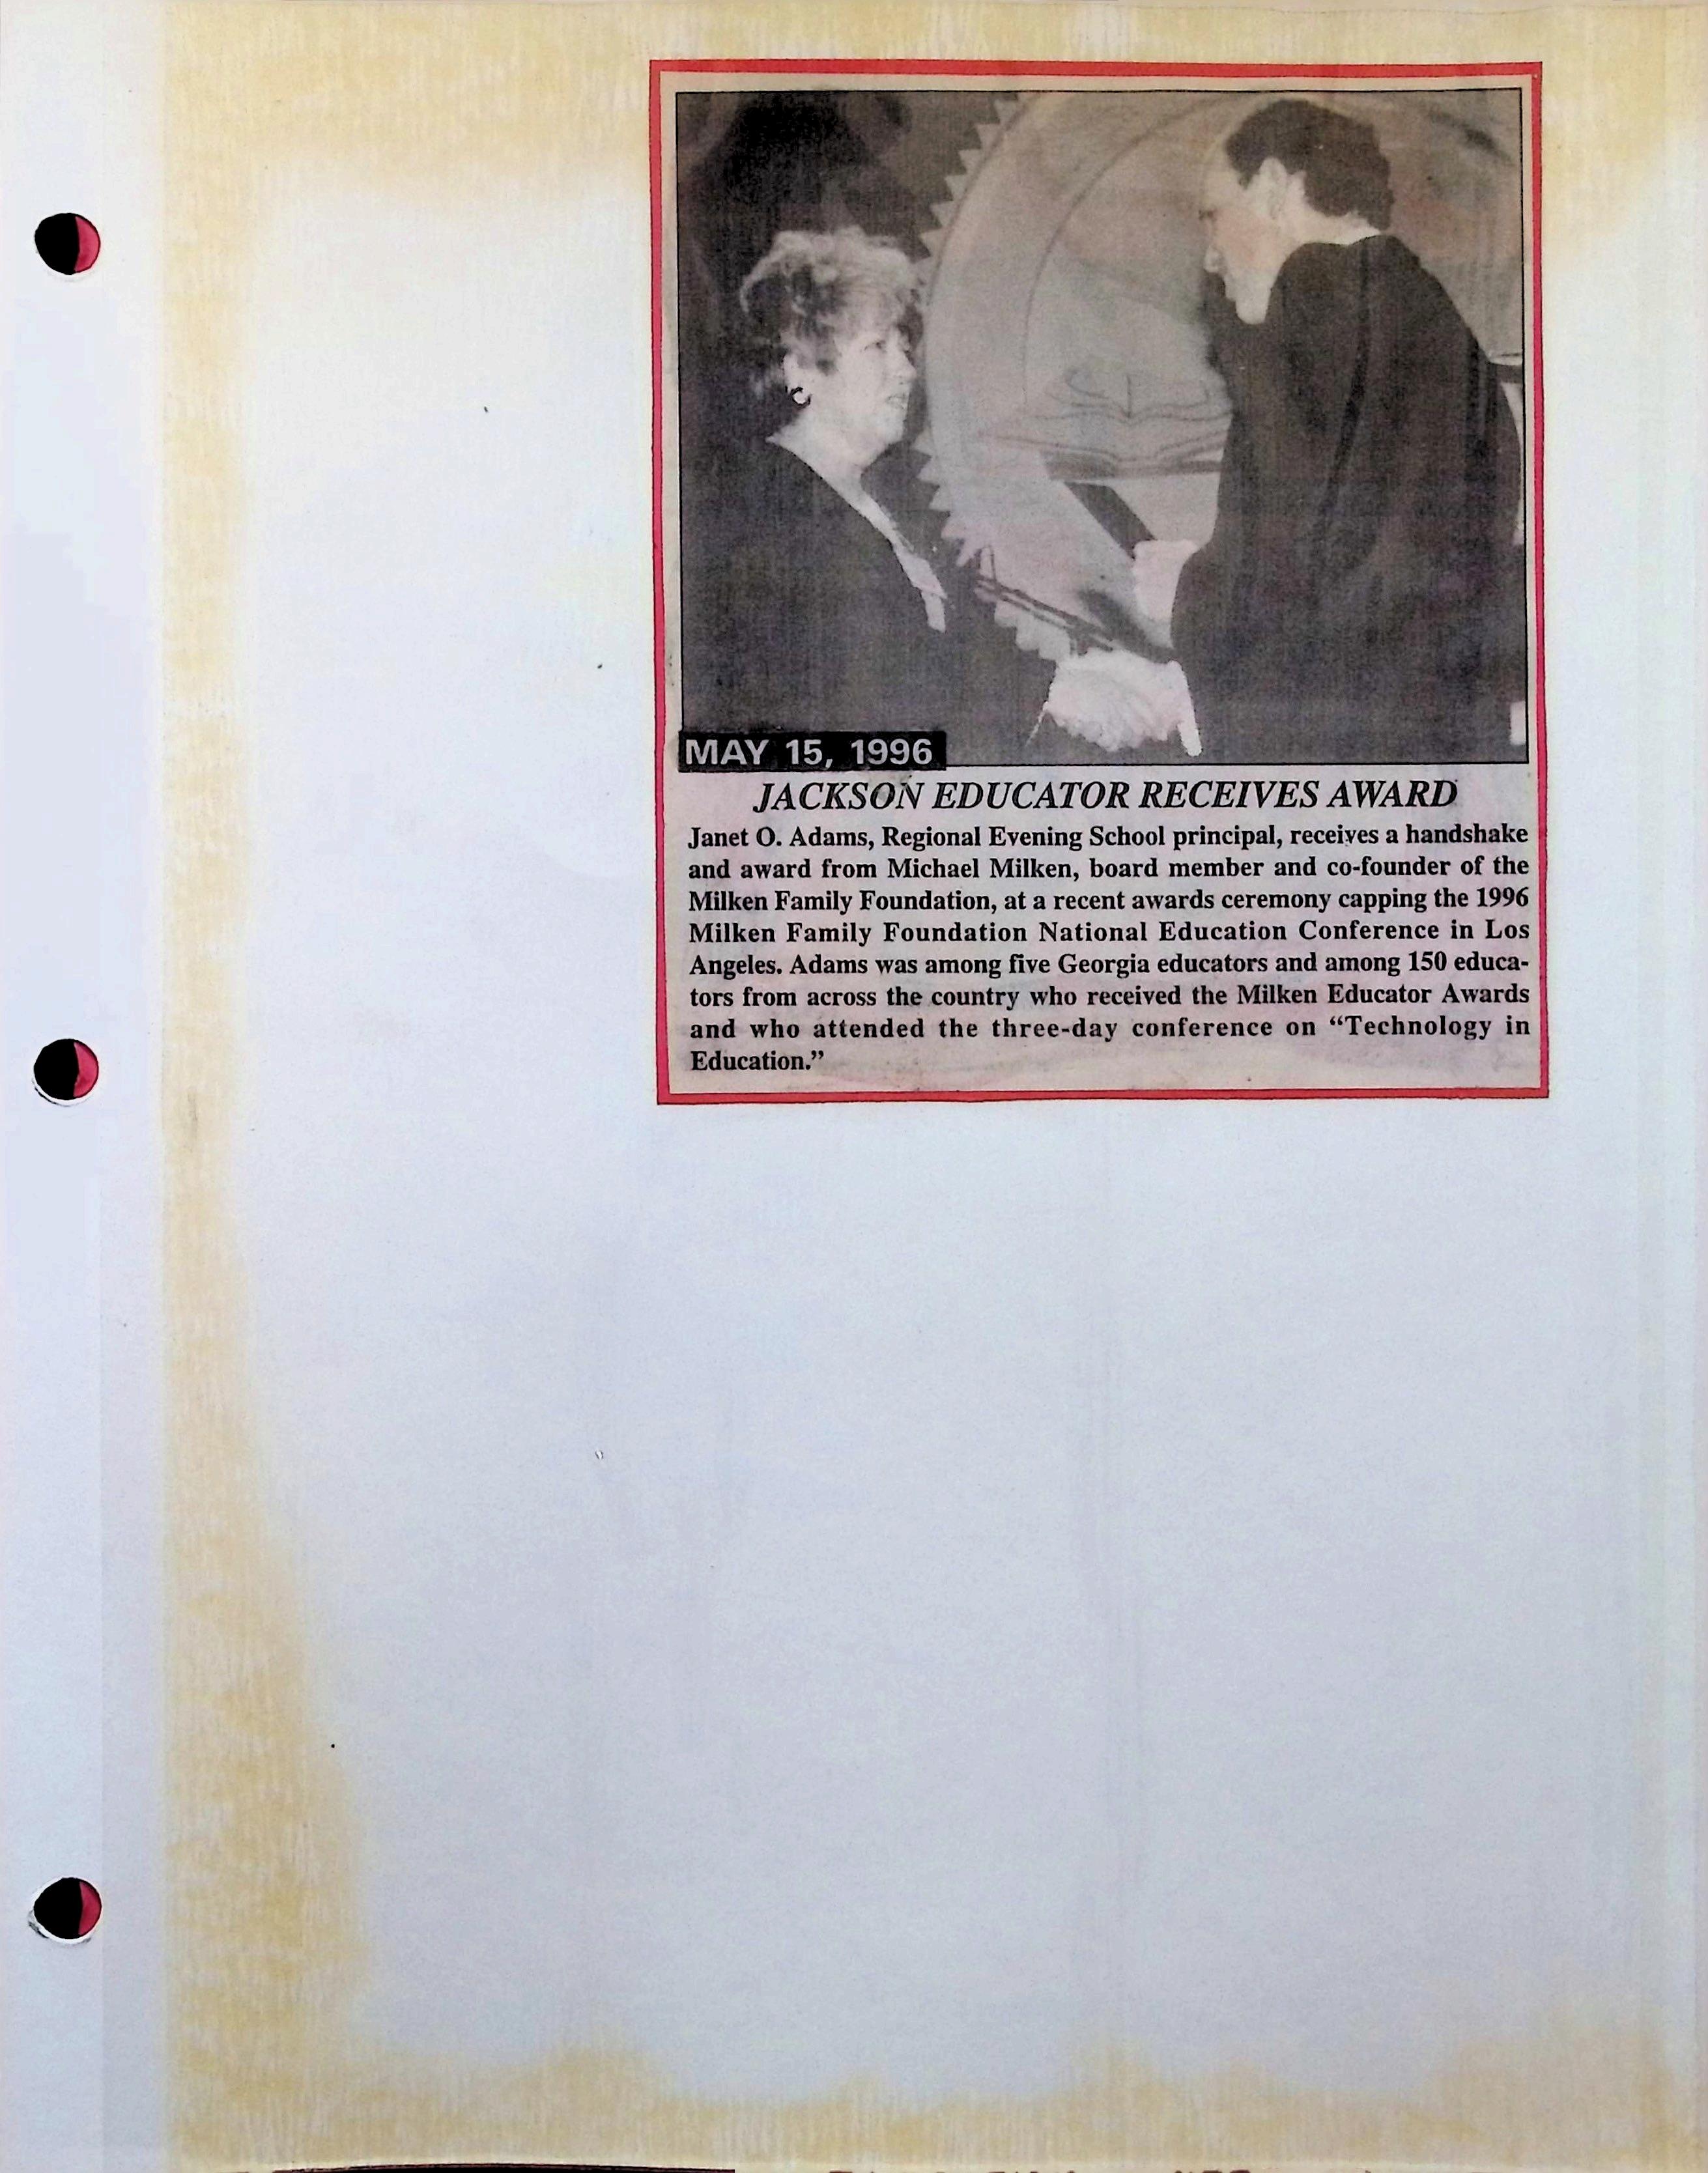 MAY 15, 1996
JACKSON EDUCATOR RECEIVES AWARD
Janet O. Adams, Regional Evening School principal, receives a handshake
and award from Michael Milken, board member and co-founder of the
Milken Family Foundation, at a recent awards ceremony capping the 1996
Milken Family Foundation National Education Conference in Los
Angeles. Adams was among five Georgia educators and among 150 educa-
tors from across the country who received the Milken Educator Awards
and who attended the three-day conference on “Technology in
Education.”